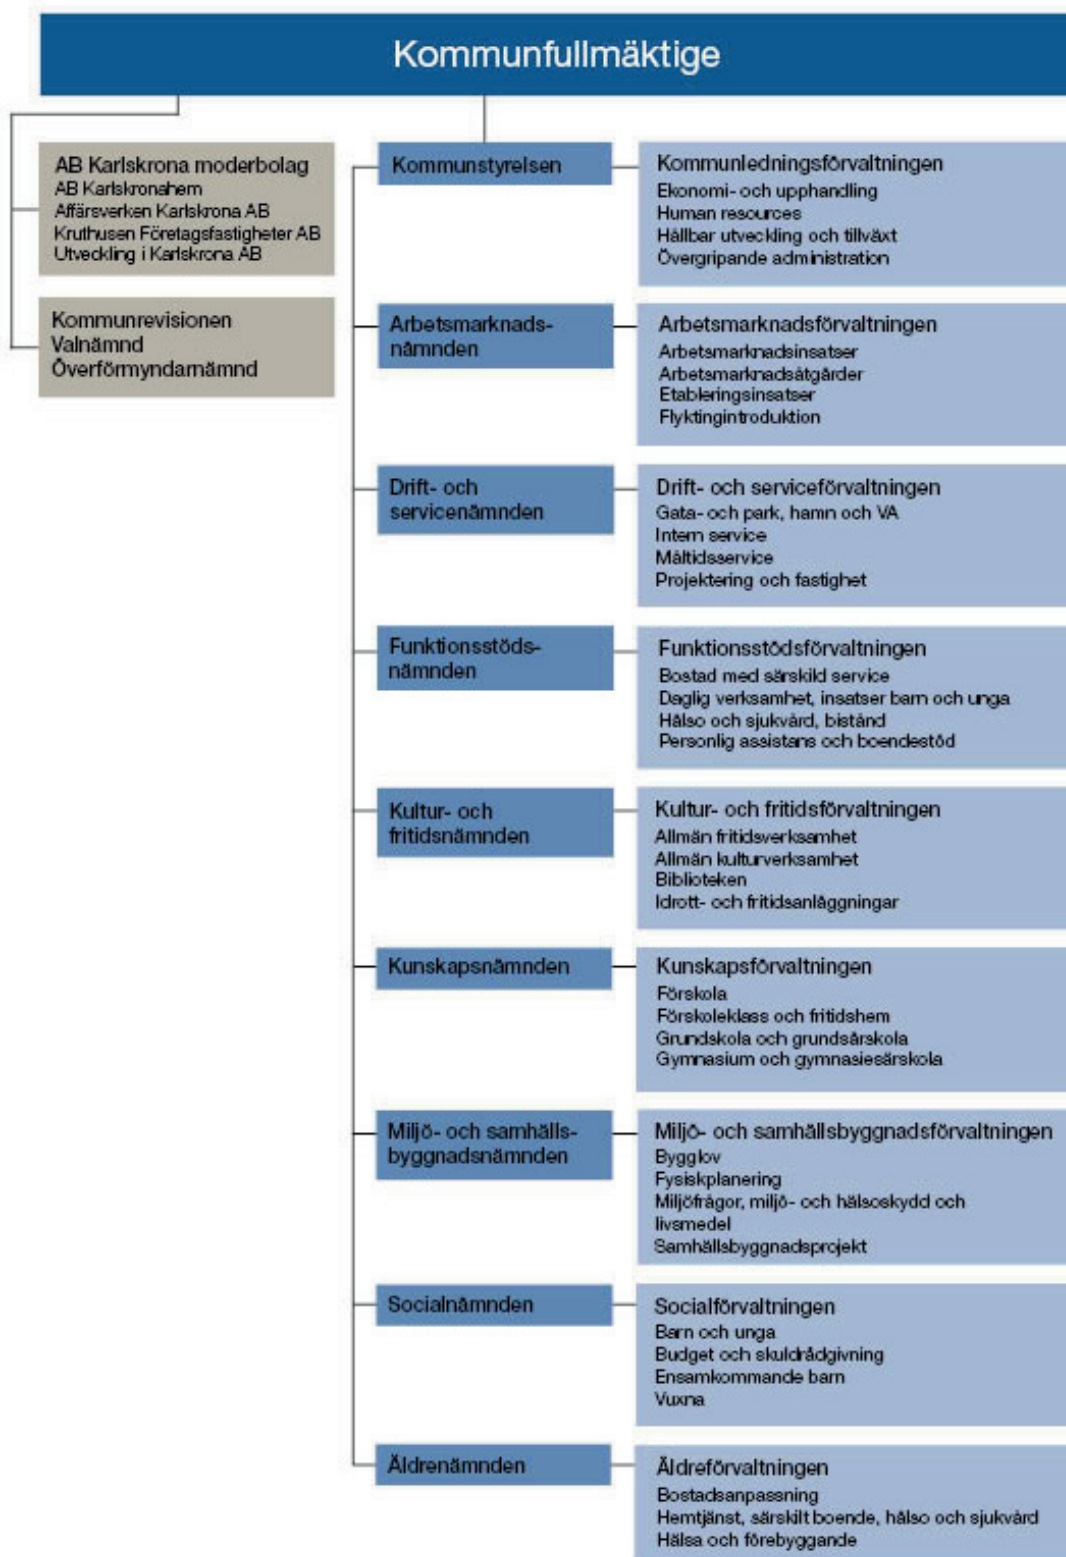 Kommunfullmäktige
AB Karlskrona moderbolag
AB Karlskronahem
Affärsverken Karlskrona AB
Kruthusen Företagsfastigheter AB
Utveckling i Karlskrona AB
Kommunrevisionen
Valnämnd
Överförmyndarnämnd
Kommunstyrelsen
Kommunledningsförvaltningen
Ekonomi- och upphandling
Human resources
Hållbar utveckling och tillväxt
Övergripande administration
Arbetsmarknads-
nämnden
Arbetsmarknadsförvaltningen
Arbetsmarknadsinsatser
Arbetsmarknadsåtgärder
Etableringsinsatser
Flyktingintroduktion
Drift- och
servicenämnden
Drift- och serviceförvaltningen
Gata- och park, hamn och VA
Intern service
Måltidsservice
Projektering och fastighet
Funktionsstöds-
nämnden
Funktionsstödsförvaltningen
Bostad med särskild service
Daglig verksamhet, insatser barn och unga
Hälso och sjukvård, bistånd
Personlig assistans och boendestöd
Kultur- och
fritidsnämnden
Kultur- och fritidsförvaltningen
Allmän fritidsverksamhet
Allmän kulturverksamhet
Biblioteken
Idrott- och fritidsanläggningar
Kunskapsnämnden
Kunskapsförvaltningen
Förskola
Förskoleklass och fritidshem
Grundskola och grundsärskola
Gymnasium och gymnasiesärskola
Miljö- och samhälls-
byggnadsnämnden
Miljö- och samhällsbyggnadsförvaltningen
Bygglov
Fysiskplanering
Miljöfrågor, miljö- och hälsoskydd och
livsmedel
Samhällsbyggnadsprojekt
Socialnämnden
Socialförvaltningen
Barn och unga
Budget och skuldrådgivning
Ensamkommande barn
Vuxna
Äldrenämnden
Äldreförvaltningen
Bostadsanpassning
Hemtjänst, särskilt boende, hälso och sjukvård
Hälsa och förebyggande